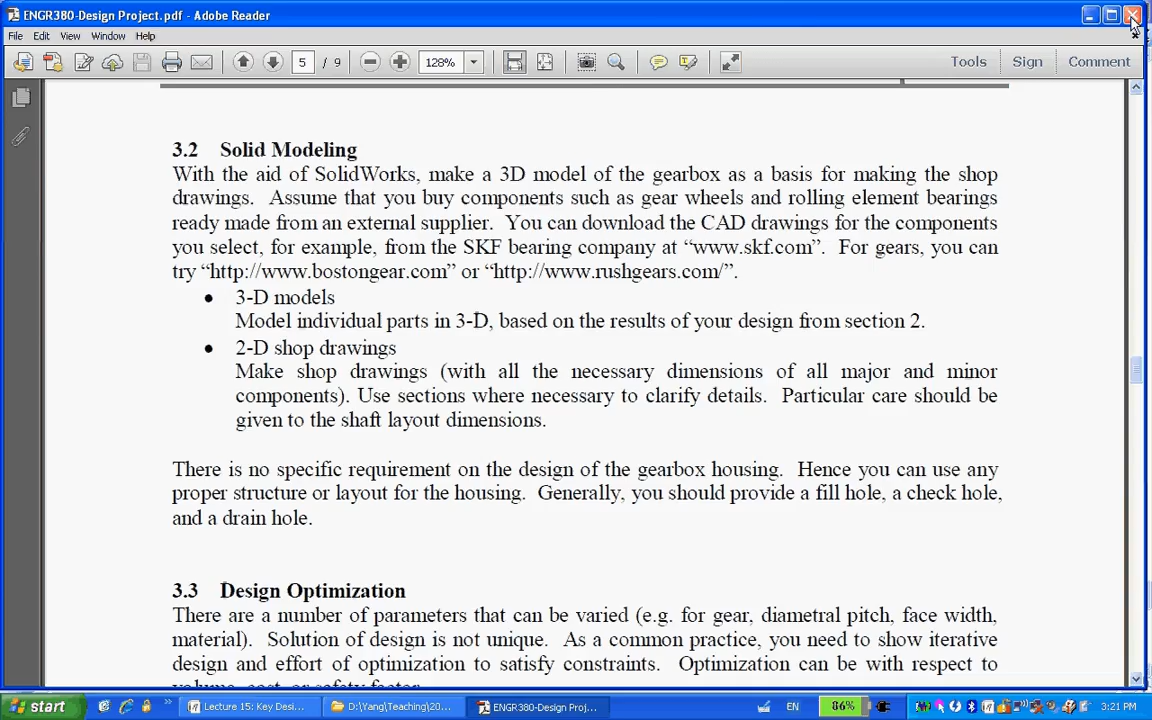 ENGR380-Design Project.pdf - Adobe Reader
File Edit View Window Help
5 / 9 128% Tools Sign Comment
3.2 Solid Modeling
With the aid of SolidWorks, make a 3D model of the gearbox as a basis for making the shop
drawings. Assume that you buy components such as gear wheels and rolling element bearings
ready made from an external supplier. You can download the CAD drawings for the components
you select, for example, from the SKF bearing company at “www.skf.com”. For gears, you can
try “http://www.bostongear.com” or “http://www.rushgears.com/”.
• 3-D models
Model individual parts in 3-D, based on the results of your design from section 2.
• 2-D shop drawings
Make shop drawings (with all the necessary dimensions of all major and minor
components). Use sections where necessary to clarify details. Particular care should be
given to the shaft layout dimensions.
There is no specific requirement on the design of the gearbox housing. Hence you can use any
proper structure or layout for the housing. Generally, you should provide a fill hole, a check hole,
and a drain hole.
3.3 Design Optimization
There are a number of parameters that can be varied (e.g. for gear, diametral pitch, face width,
material). Solution of design is not unique. As a common practice, you need to show iterative
design and effort of optimization to satisfy constraints. Optimization can be with respect to
volume, cost, or safety factor.
start Lecture 15: Key Desi... D:\Yang\Teaching\20... ENGR380-Design Proj... EN 86% 3:21 PM